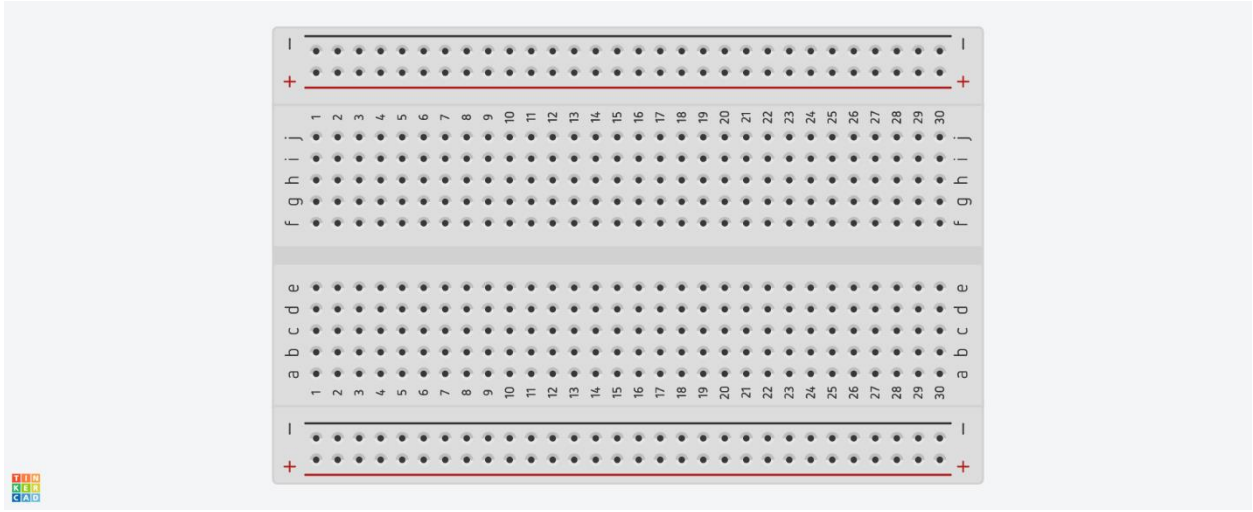 − −
+ +
1 2 3 4 5 6 7 8 9 10 11 12 13 14 15 16 17 18 19 20 21 22 23 24 25 26 27 28 29 30
j j
i i
h h
g g
f f
e e
d d
c c
b b
a a
1 2 3 4 5 6 7 8 9 10 11 12 13 14 15 16 17 18 19 20 21 22 23 24 25 26 27 28 29 30
− −
+ +
TIN
KER
CAD